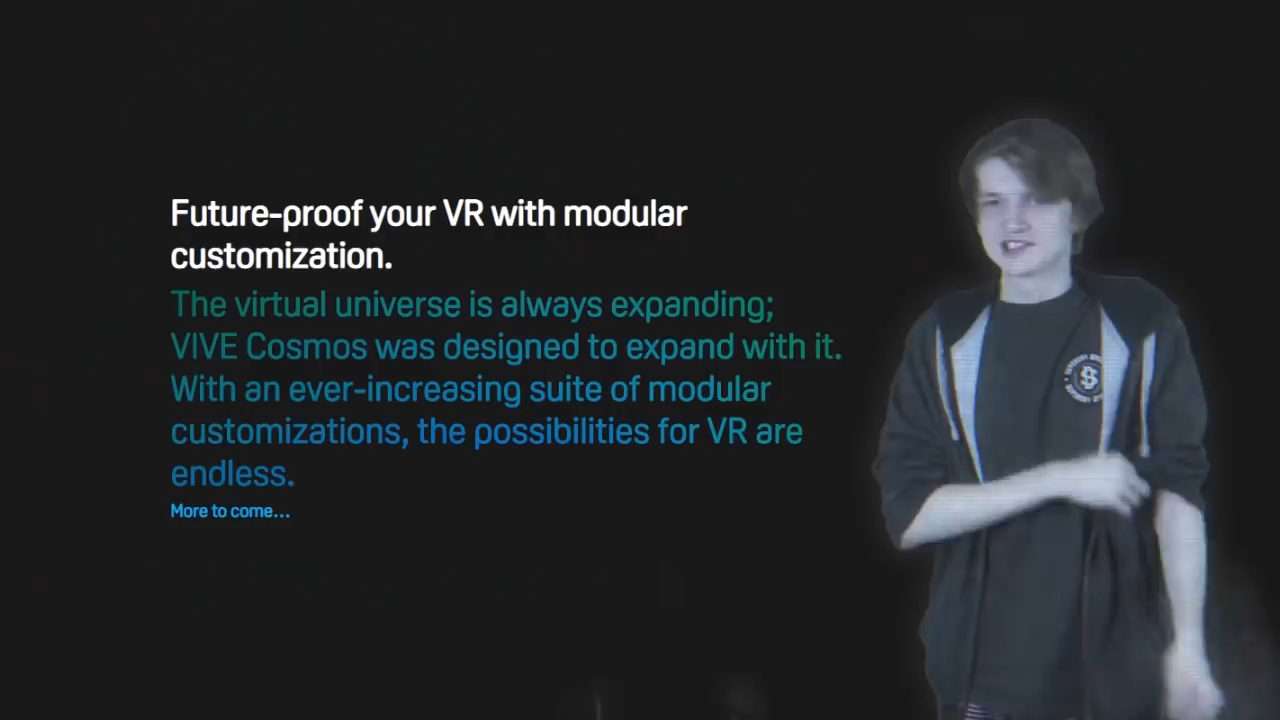 Future-proof your VR with modular
customization.
The virtual universe is always expanding;
VIVE Cosmos was designed to expand with it.
With an ever-increasing suite of modular
customizations, the possibilities for VR are
endless.
More to come...